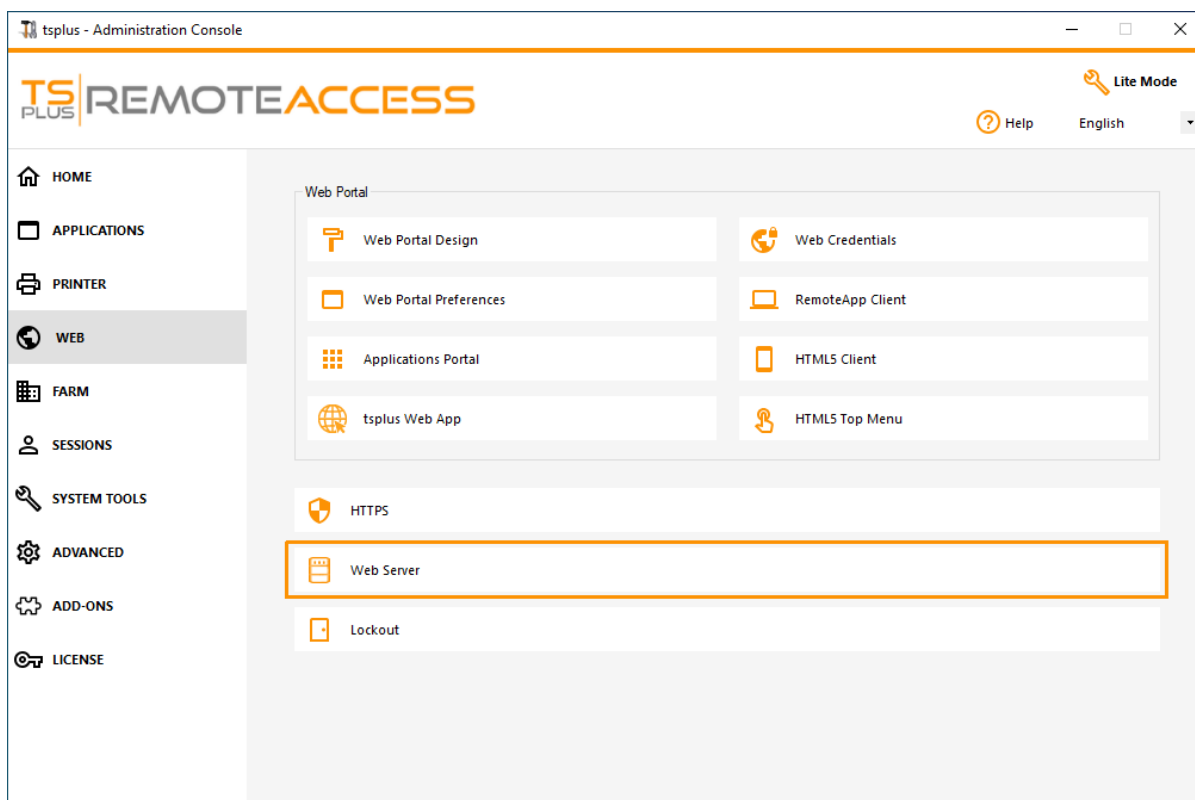 tsplus - Administration Console
TS PLUS REMOTEACCESS
Lite Mode
Help
English
HOME
APPLICATIONS
PRINTER
WEB
FARM
SESSIONS
SYSTEM TOOLS
ADVANCED
ADD-ONS
LICENSE
Web Portal
Web Portal Design
Web Credentials
Web Portal Preferences
RemoteApp Client
Applications Portal
HTML5 Client
tsplus Web App
HTML5 Top Menu
HTTPS
Web Server
Lockout